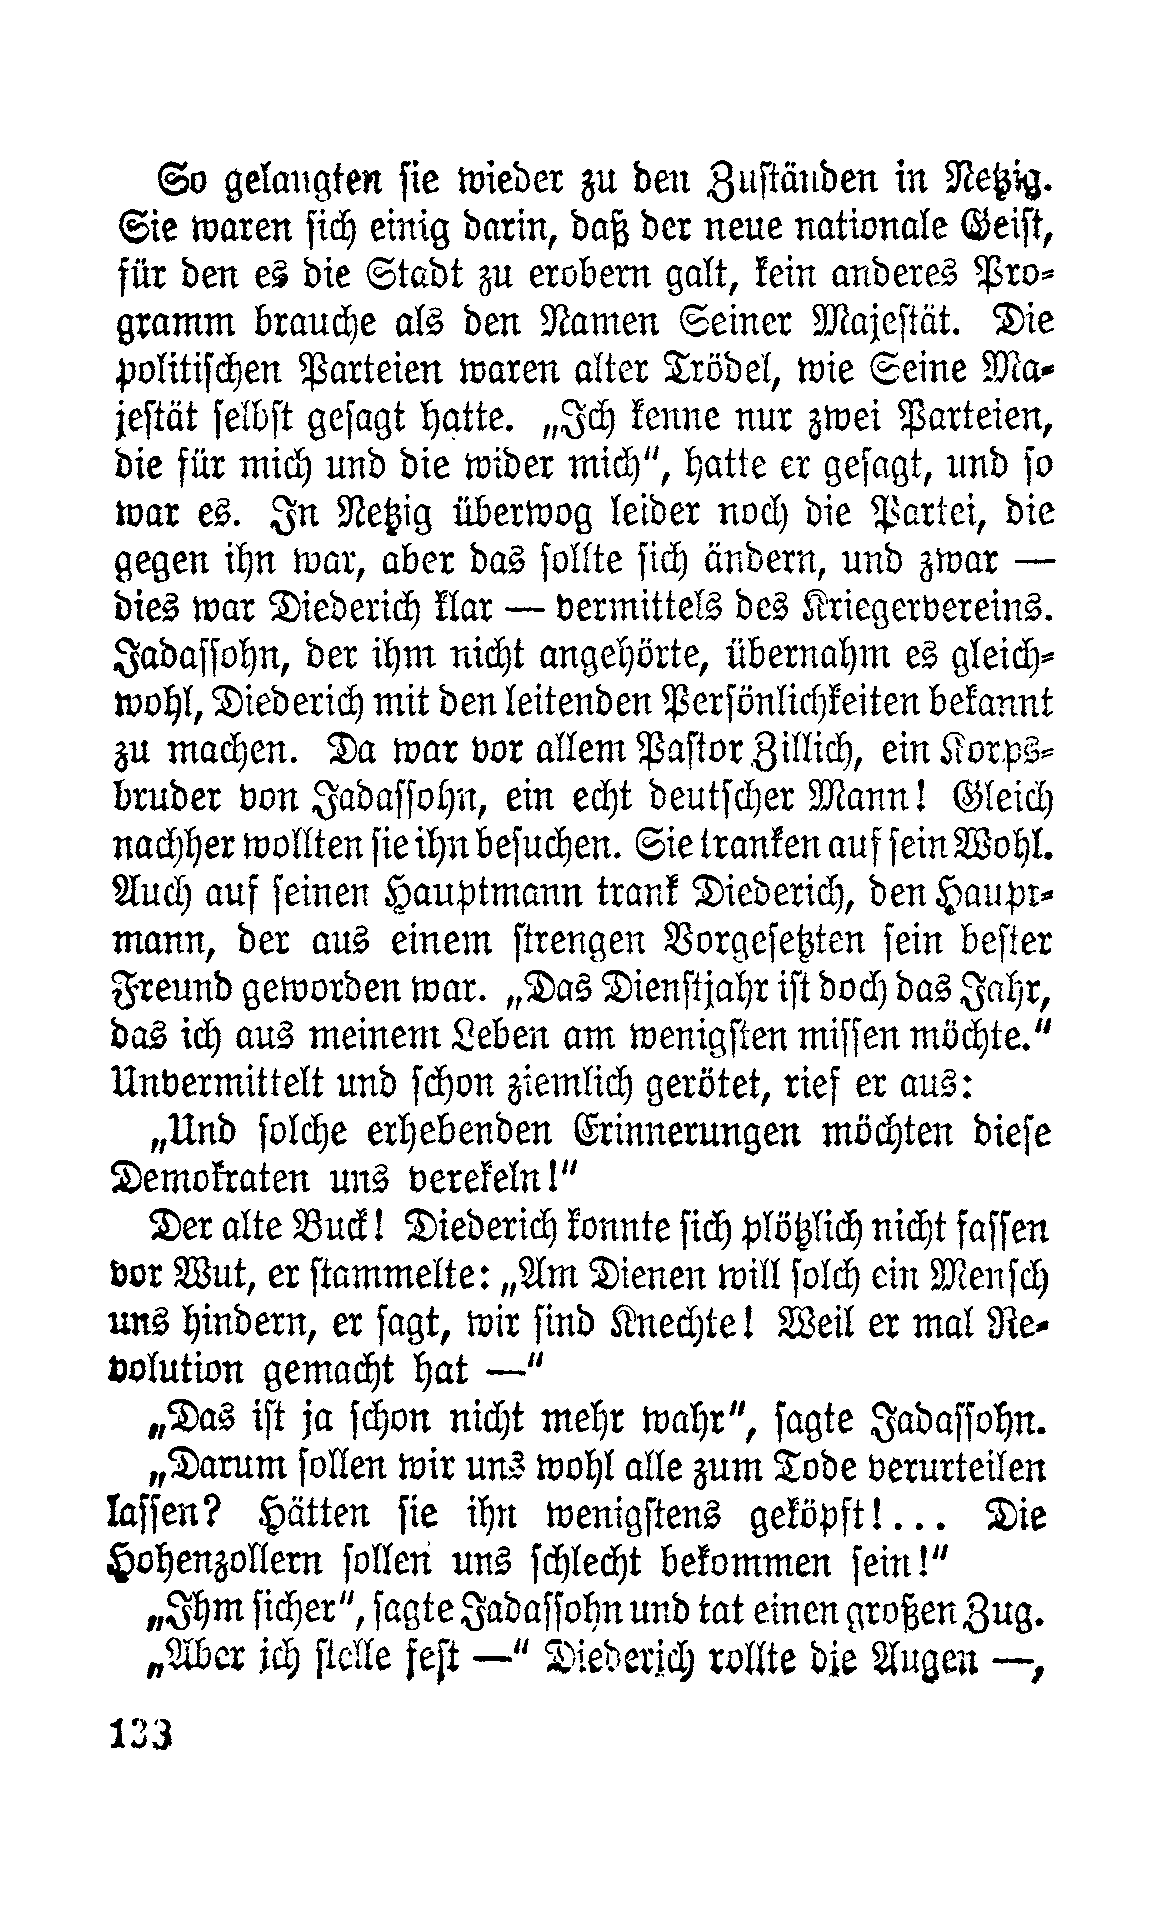 So gelangten sie wieder zu den Zuständen in Netzig.
Sie waren sich einig darin, daß der neue nationale Geist,
für den es die Stadt zu erobern galt, kein anderes Pro-
gramm brauche als den Namen Seiner Majestät. Die
politischen Parteien waren alter Trödel, wie Seine Ma-
jestät selbst gesagt hatte. „Ich kenne nur zwei Parteien,
die für mich und die wider mich“, hatte er gesagt, und so
war es. In Netzig überwog leider noch die Partei, die
gegen ihn war, aber das sollte sich ändern, und zwar —
dies war Diederich klar — vermittels des Kriegervereins.
Jadassohn, der ihm nicht angehörte, übernahm es gleich-
wohl, Diederich mit den leitenden Persönlichkeiten bekannt
zu machen. Da war vor allem Pastor Zillich, ein Korps-
bruder von Jadassohn, ein echt deutscher Mann! Gleich
nachher wollten sie ihn besuchen. Sie tranken auf sein Wohl.
Auch auf seinen Hauptmann trank Diederich, den Haupt-
mann, der aus einem strengen Vorgesetzten sein bester
Freund geworden war. „Das Dienstjahr ist doch das Jahr,
das ich aus meinem Leben am wenigsten missen möchte.“
Unvermittelt und schon ziemlich gerötet, rief er aus:
„Und solche erhebenden Erinnerungen möchten diese
Demokraten uns verekeln!“
Der alte Buck! Diederich konnte sich plötzlich nicht fassen
vor Wut, er stammelte: „Am Dienen will solch ein Mensch
uns hindern, er sagt, wir sind Knechte! Weil er mal Re-
volution gemacht hat —“
„Das ist ja schon nicht mehr wahr“, sagte Jadassohn.
„Darum sollen wir uns wohl alle zum Tode verurteilen
lassen? Hätten sie ihn wenigstens geköpft!... Die
Hohenzollern sollen uns schlecht bekommen sein!“
„Ihm sicher“, sagte Jadassohn und tat einen großen Zug.
„Aber ich stelle fest —“ Diederich rollte die Augen —,
133